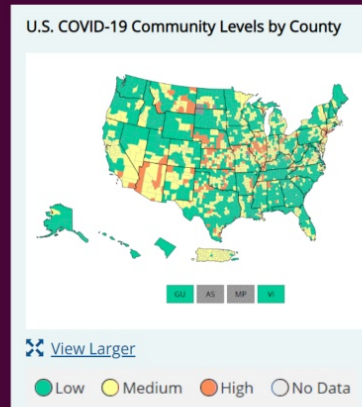 U.S. COVID-19 Community Levels by County
GU AS MP VI
View Larger
Low Medium High No Data